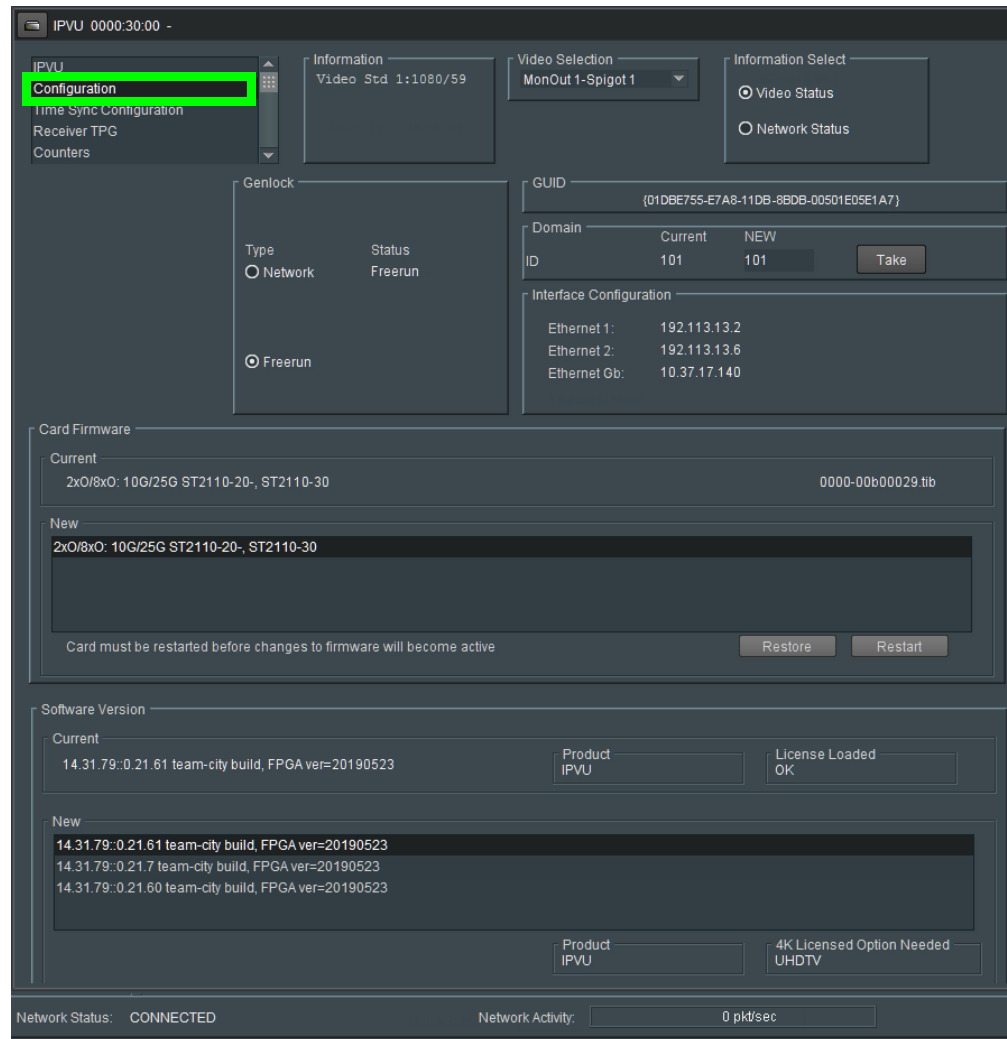 IPVU 0000:30:00 -
IPVU
Configuration
Time Sync Configuration
Receiver TPG
Counters
Information
Video Std 1:1080/59
Video Selection
MonOut 1-Spigot 1
Information Select
Video Status
Network Status
Genlock
Type Status
Network Freerun
Freerun
GUID
{01DBE755-E7A8-11DB-8BDB-00501E05E1A7}
Domain
Current NEW
ID 101 101 Take
Interface Configuration
Ethernet 1: 192.113.13.2
Ethernet 2: 192.113.13.6
Ethernet Gb: 10.37.17.140
Card Firmware
Current
2xO/8xO: 10G/25G ST2110-20-, ST2110-30 0000-00b00029.tib
New
2xO/8xO: 10G/25G ST2110-20-, ST2110-30
Card must be restarted before changes to firmware will become active Restore Restart
Software Version
Current
14.31.79::0.21.61 team-city build, FPGA ver=20190523
Product
IPVU
License Loaded
OK
New
14.31.79::0.21.61 team-city build, FPGA ver=20190523
14.31.79::0.21.7 team-city build, FPGA ver=20190523
14.31.79::0.21.60 team-city build, FPGA ver=20190523
Product
IPVU
4K Licensed Option Needed
UHDTV
Network Status: CONNECTED Network Activity: 0 pkt/sec